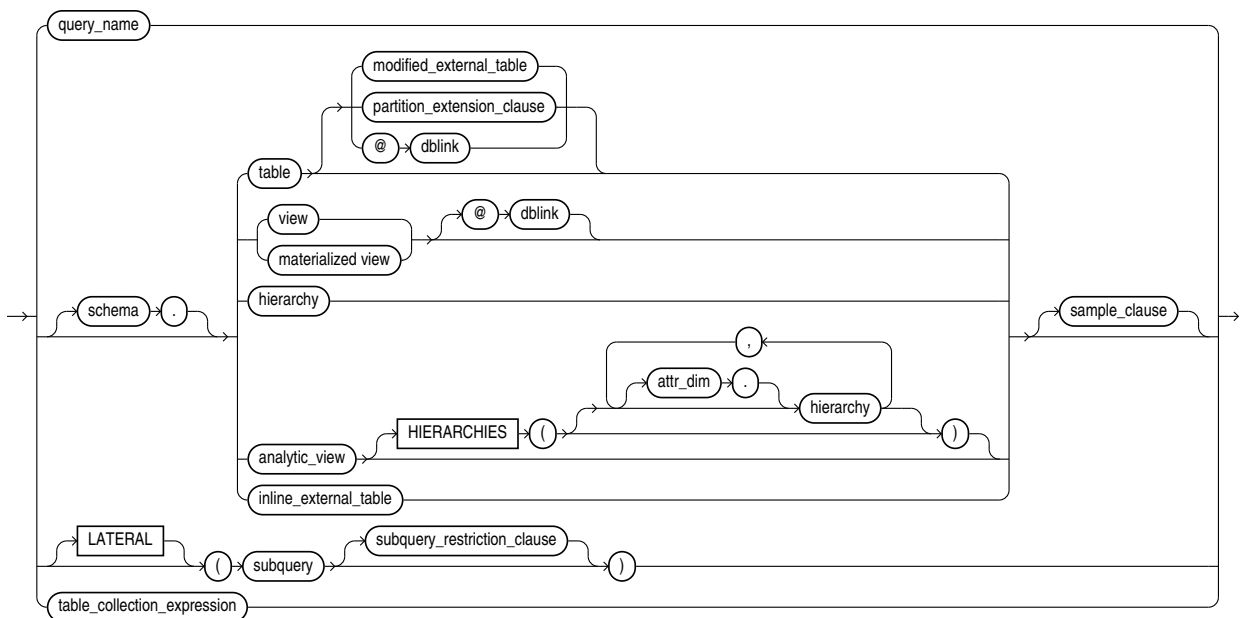 query_name
modified_external_table
partition_extension_clause
@ dblink
table
view @ dblink
materialized view
hierarchy
schema . sample_clause
,
attr_dim .
hierarchy
HIERARCHIES ( )
analytic_view
inline_external_table
LATERAL subquery_restriction_clause
( subquery )
table_collection_expression